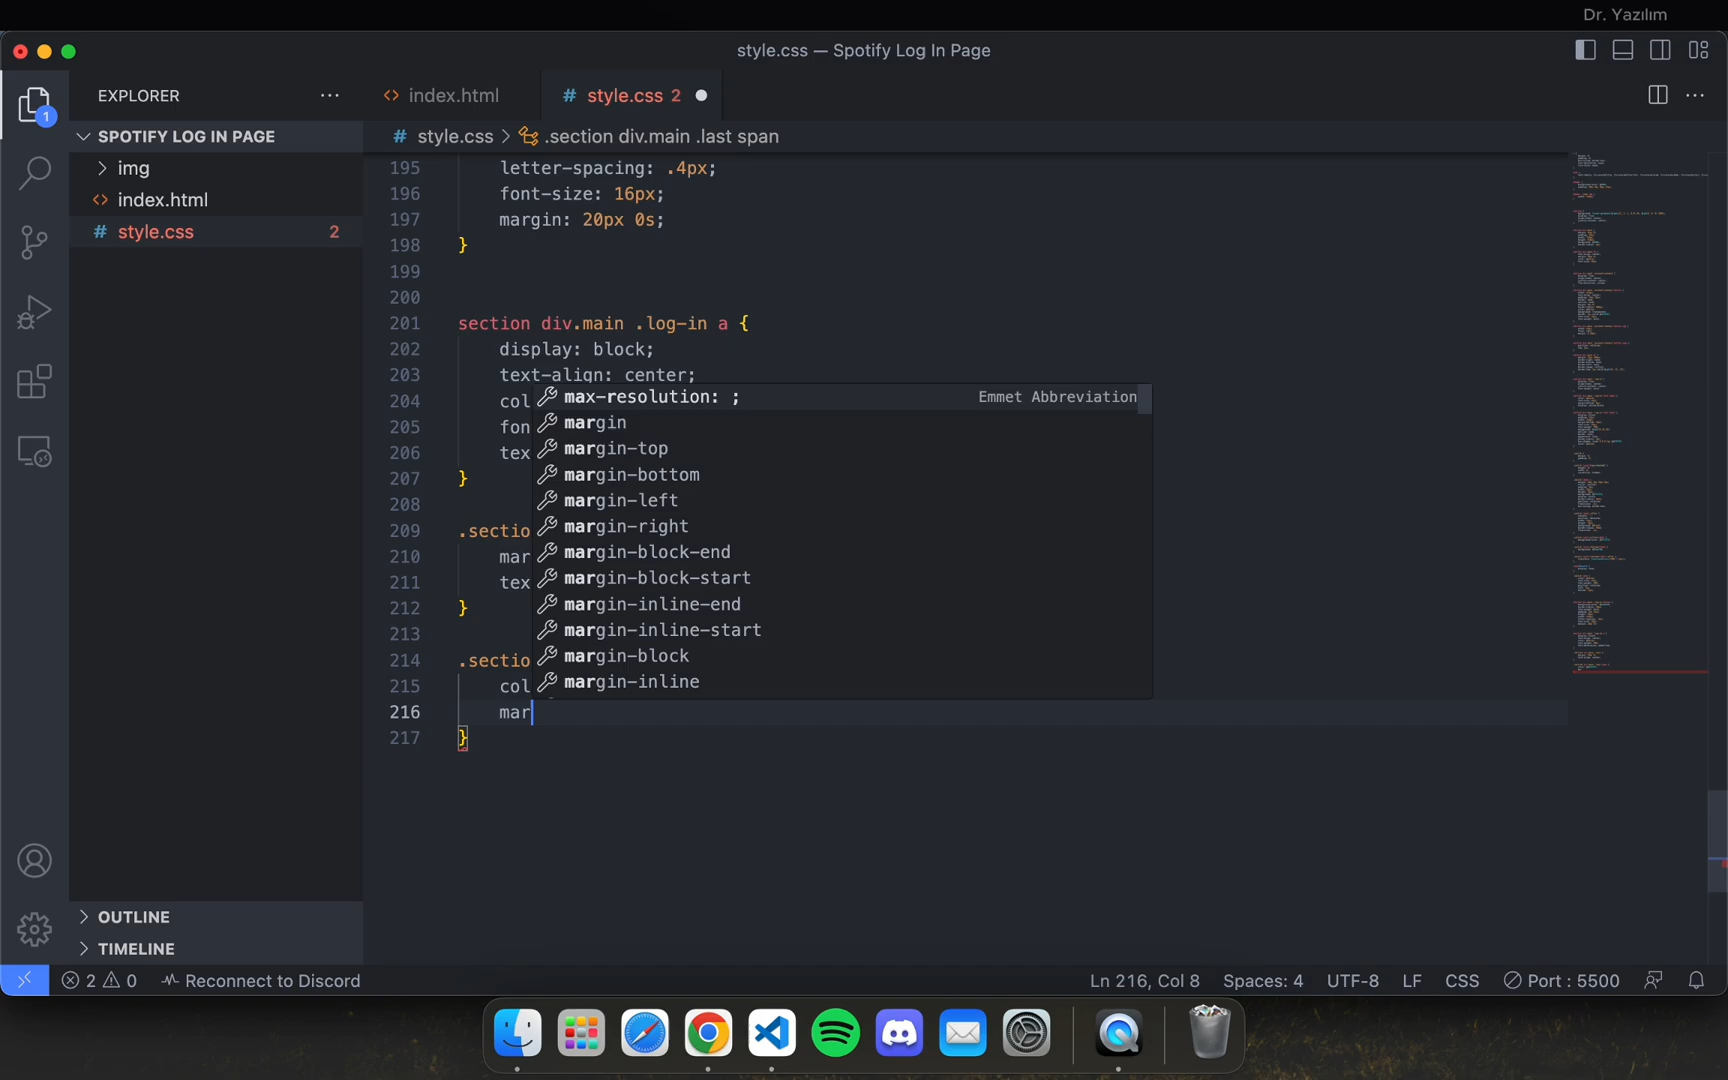 Dr. Yazılım
style.css — Spotify Log In Page
EXPLORER
index.html
# style.css 2
SPOTIFY LOG IN PAGE
# style.css > .section div.main .last span
img
index.html
# style.css 2
195 letter-spacing: .4px;
196 font-size: 16px;
197 margin: 20px 0s;
198 }
199
200
201 section div.main .log-in a {
202 display: block;
203 text-align: center;
204 col
205 fon
206 tex
207 }
208
209 .sectio
210 mar
211 tex
212 }
213
214 .sectio
215 col
216 mar
217 }
max-resolution: ; Emmet Abbreviation
margin
margin-top
margin-bottom
margin-left
margin-right
margin-block-end
margin-block-start
margin-inline-end
margin-inline-start
margin-block
margin-inline
1
OUTLINE
TIMELINE
2 0 Reconnect to Discord
Ln 216, Col 8 Spaces: 4 UTF-8 LF CSS Port : 5500